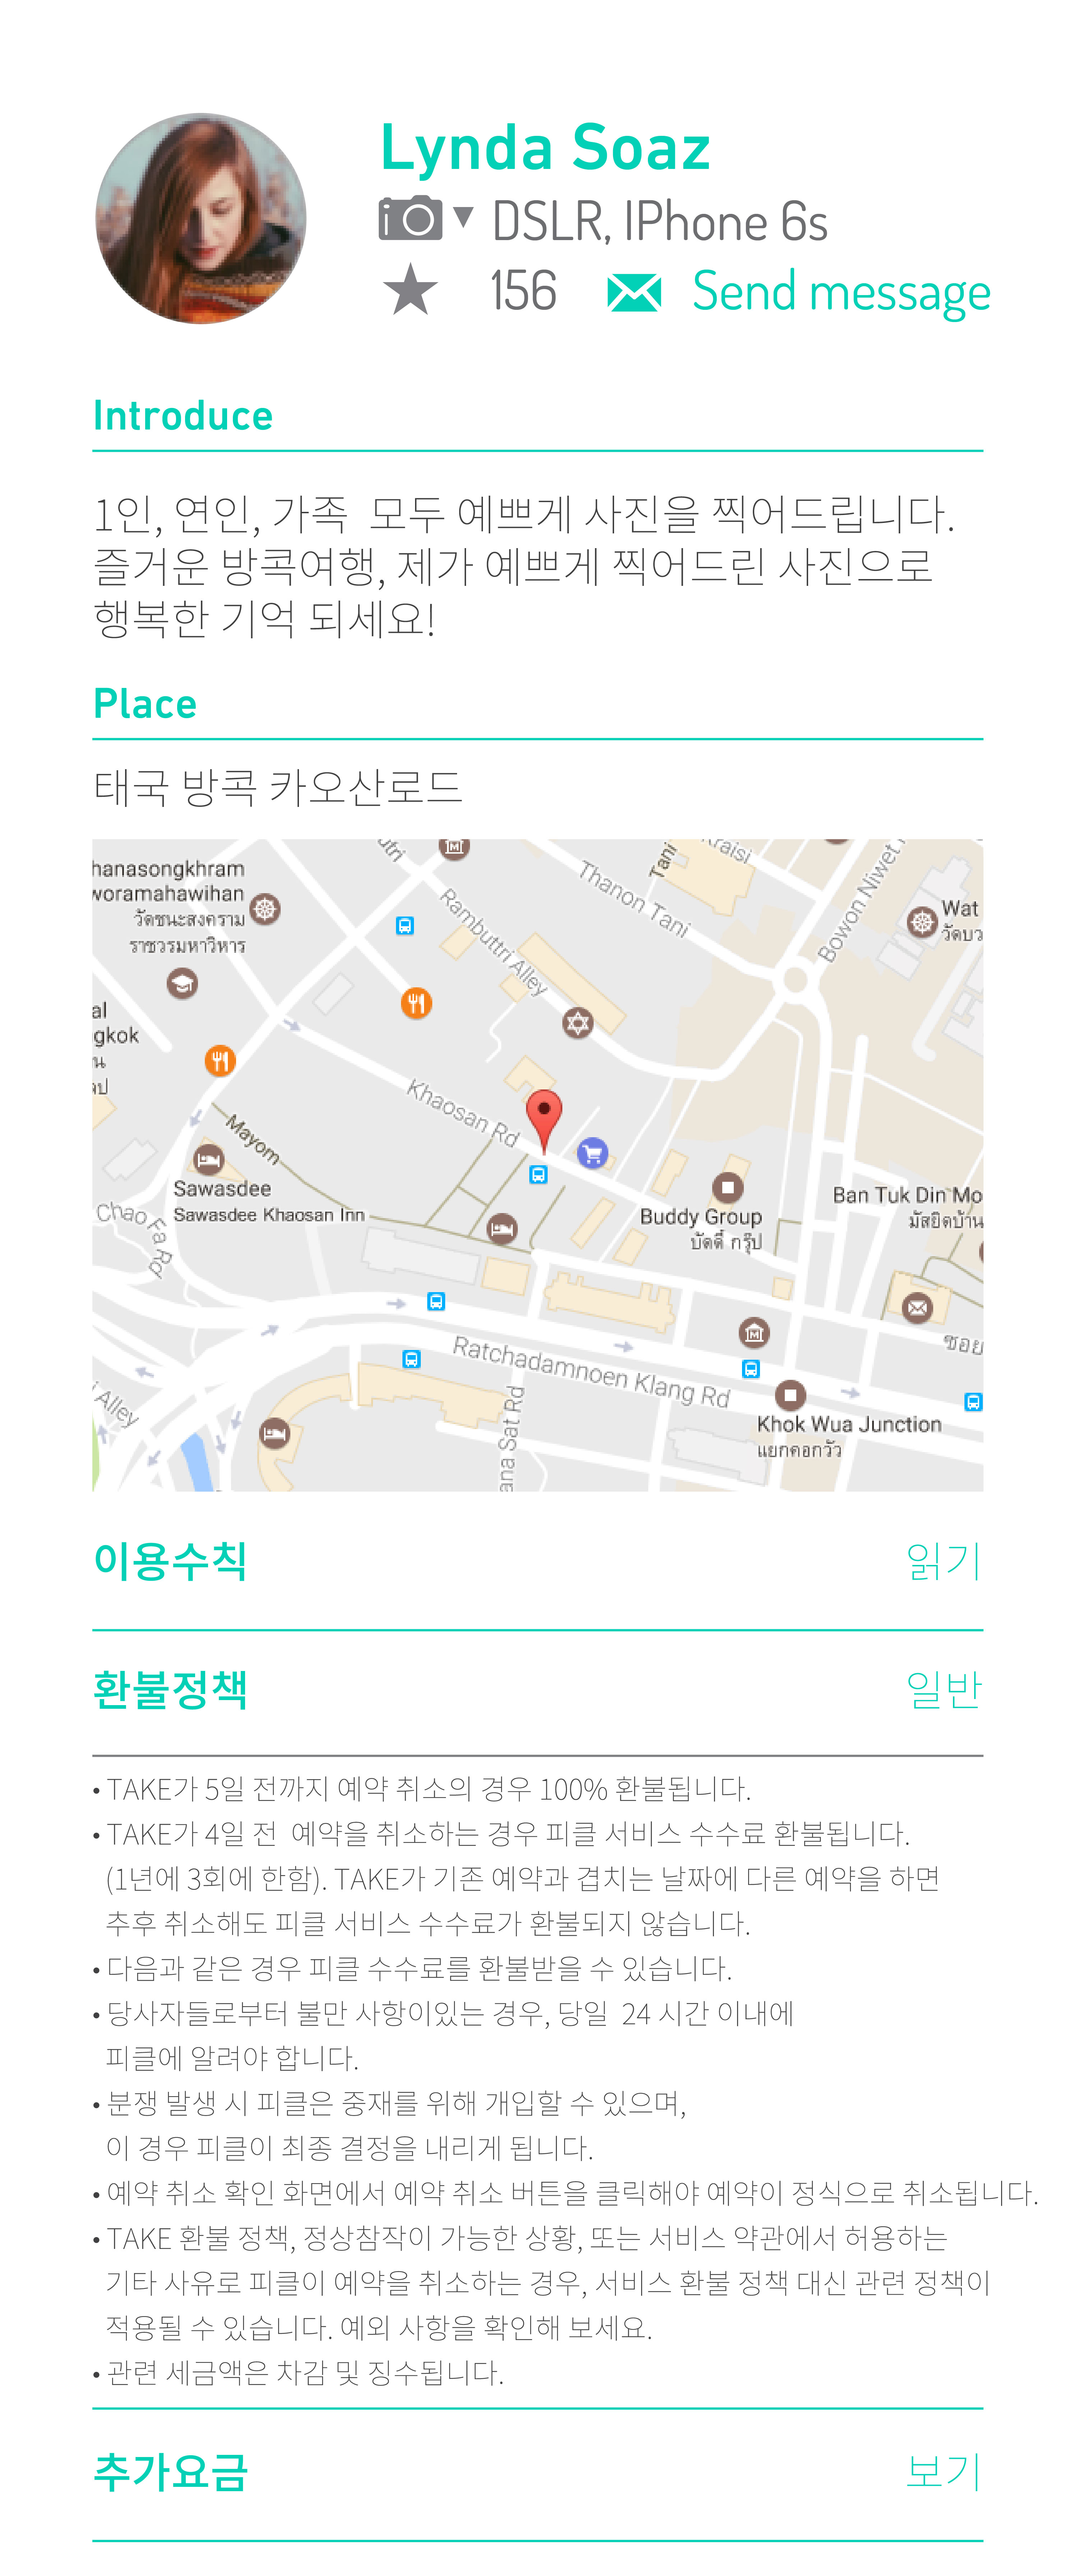 Lynda Soaz
DSLR, IPhone 6s
156 Send message
Introduce
1인, 연인, 가족 모두 예쁘게 사진을 찍어드립니다.
즐거운 방콕여행, 제가 예쁘게 찍어드린 사진으로
행복한 기억 되세요!
Place
태국 방콕 카오산로드
hanasongkhram
woramahawihan
วัดชนะสงคราม
ราชวรมหาวิหาร
utri
Rambuttri Alley
Thanon Tani
Tani
Kraisi
Bowon Niwet
Wat
วัดบว
al
gkok
Khaosan Rd
Mayom
Sawasdee
Sawasdee Khaosan Inn
Chao Fa Rd
Buddy Group
บัดดี้ กรุ๊ป
Ban Tuk Din Mo
มัสยิตบ้าน
ซอย
Ratchadamnoen Klang Rd
ana Sat Rd
i Alley
Khok Wua Junction
แยกคอกวัว
이용수칙 읽기
환불정책 일반
• TAKE가 5일 전까지 예약 취소의 경우 100% 환불됩니다.
• TAKE가 4일 전 예약을 취소하는 경우 피클 서비스 수수료 환불됩니다.
(1년에 3회에 한함). TAKE가 기존 예약과 겹치는 날짜에 다른 예약을 하면
추후 취소해도 피클 서비스 수수료가 환불되지 않습니다.
• 다음과 같은 경우 피클 수수료를 환불받을 수 있습니다.
• 당사자들로부터 불만 사항이있는 경우, 당일 24 시간 이내에
피클에 알려야 합니다.
• 분쟁 발생 시 피클은 중재를 위해 개입할 수 있으며,
이 경우 피클이 최종 결정을 내리게 됩니다.
• 예약 취소 확인 화면에서 예약 취소 버튼을 클릭해야 예약이 정식으로 취소됩니다.
• TAKE 환불 정책, 정상참작이 가능한 상황, 또는 서비스 약관에서 허용하는
기타 사유로 피클이 예약을 취소하는 경우, 서비스 환불 정책 대신 관련 정책이
적용될 수 있습니다. 예외 사항을 확인해 보세요.
• 관련 세금액은 차감 및 징수됩니다.
추가요금 보기